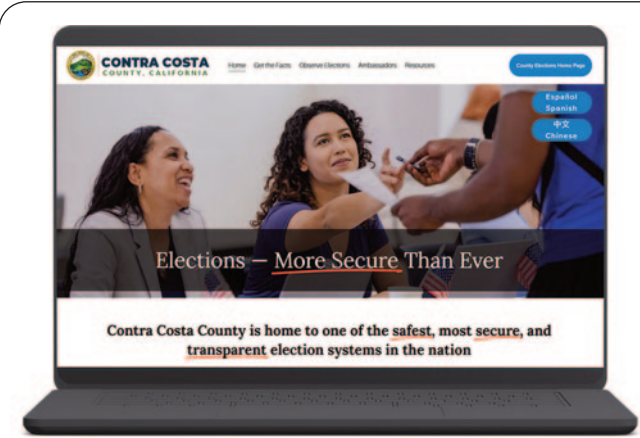 CONTRA COSTA
COUNTY, CALIFORNIA
Home Get the Facts Observe Elections Ambassadors Resources
County Elections Home Page
Español
Spanish
中文
Chinese
Elections — More Secure Than Ever
Contra Costa County is home to one of the safest, most secure, and
transparent election systems in the nation